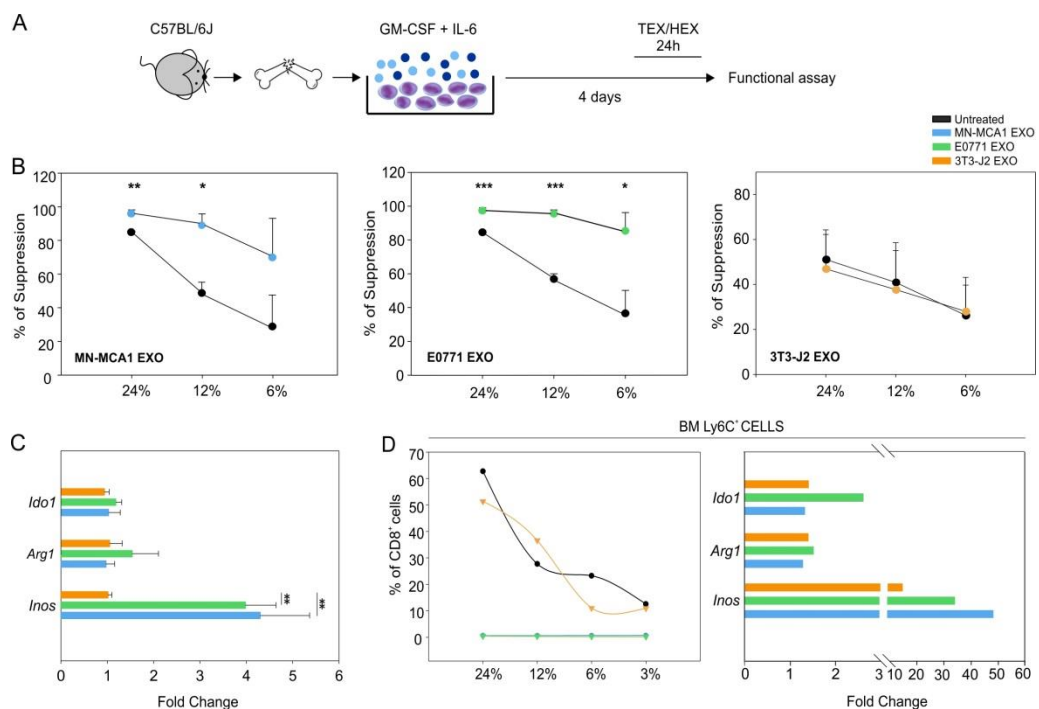 A
C57BL/6J
GM-CSF + IL-6
TEX/HEX
24h
4 days
Functional assay
Untreated
MN-MCA1 EXO
E0771 EXO
3T3-J2 EXO
B
% of Suppression
120
100
80
60
40
20
0
** *
MN-MCA1 EXO
24% 12% 6%
% of Suppression
120
100
80
60
40
20
0
*** *** *
E0771 EXO
24% 12% 6%
% of Suppression
80
60
40
20
0
3T3-J2 EXO
24% 12% 6%
C
Ido1
Arg1
Inos
** **
0 1 2 3 4 5 6
Fold Change
D
BM Ly6C⁺ CELLS
% of CD8⁺ cells
70
60
50
40
30
20
10
0
24% 12% 6% 3%
Ido1
Arg1
Inos
0 1 2 3 10 20 30 40 50 60
Fold Change